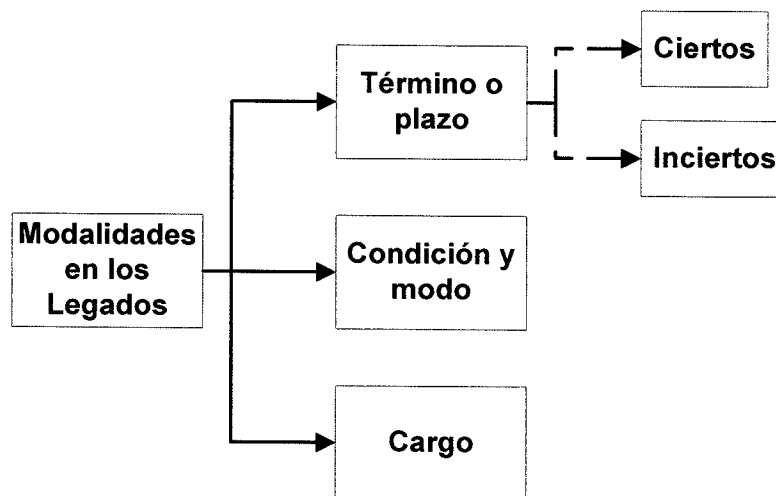 Ciertos
Término o
plazo
Inciertos
Modalidades
en los
Legados
Condición y
modo
Cargo